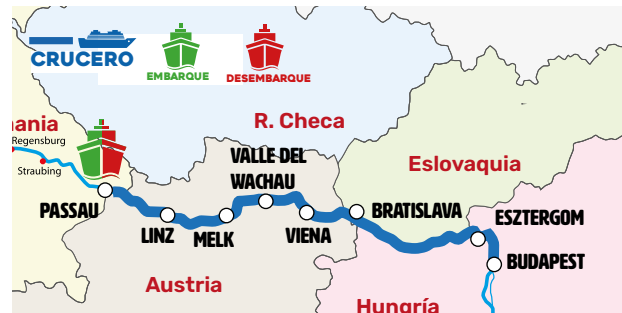 CRUCERO
EMBARQUE
DESEMBARQUE
mania
Regensburg
Straubing
R. Checa
VALLE DEL
WACHAU
Eslovaquia
PASSAU
LINZ
MELK
VIENA
BRATISLAVA
ESZTERGOM
BUDAPEST
Austria
Hungría